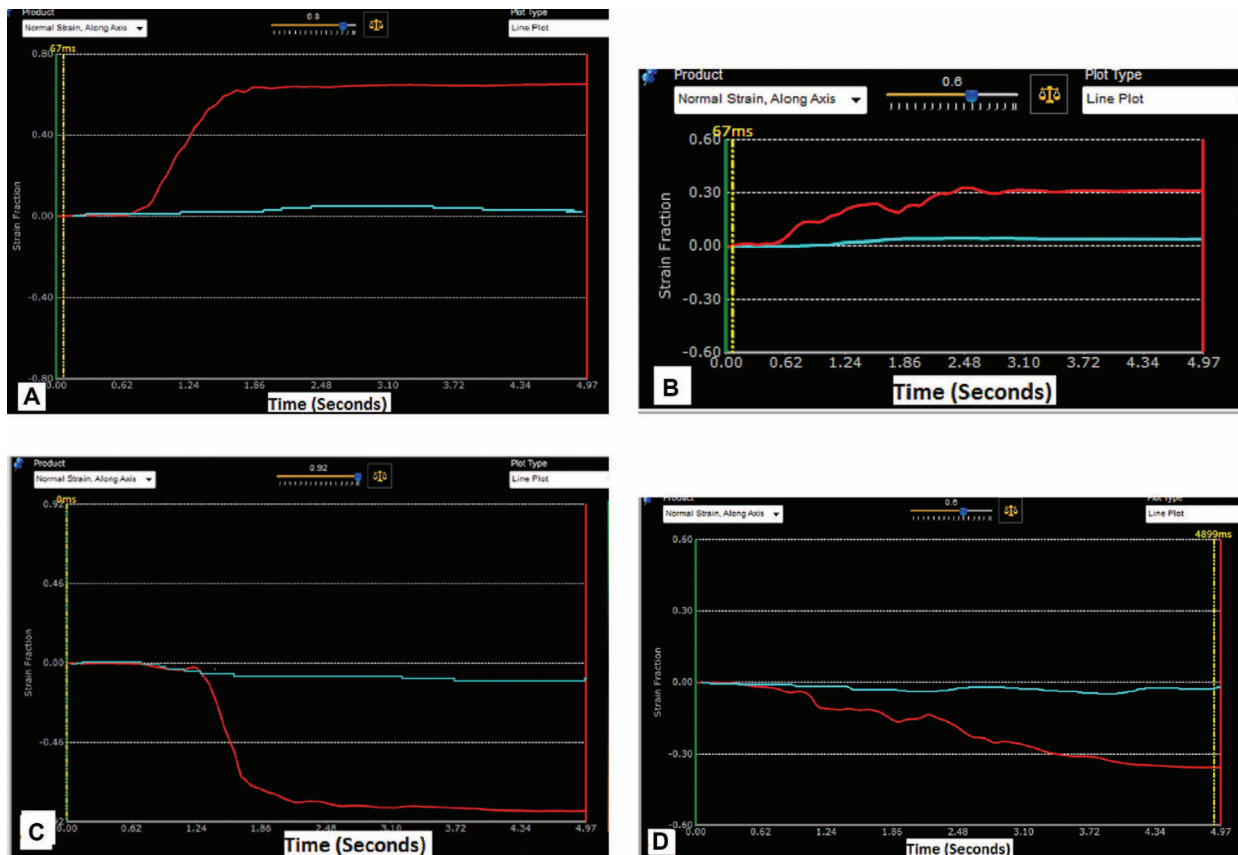 Product
0.8
Plot Type
Normal Strain, Along Axis
Line Plot
67ms
0.80
0.40
0.00
-0.40
-0.80
Strain Fraction
0.00 0.62 1.24 1.86 2.48 3.10 3.72 4.34 4.97
A
Time (Seconds)
Product
0.6
Plot Type
Normal Strain, Along Axis
Line Plot
67ms
0.60
0.30
0.00
-0.30
-0.60
Strain Fraction
0.00 0.62 1.24 1.86 2.48 3.10 3.72 4.34 4.97
B
Time (Seconds)
Product
0.92
Plot Type
Normal Strain, Along Axis
Line Plot
0ms
0.92
0.46
0.00
-0.46
Strain Fraction
0.00 0.62 1.24 1.86 2.48 3.10 3.72 4.34 4.97
C
Time (Seconds)
Product
0.6
Plot Type
Normal Strain, Along Axis
Line Plot
4899ms
0.60
0.30
0.00
-0.30
-0.60
Strain Fraction
0.00 0.62 1.24 1.86 2.48 3.10 3.72 4.34 4.97
D
Time (Seconds)